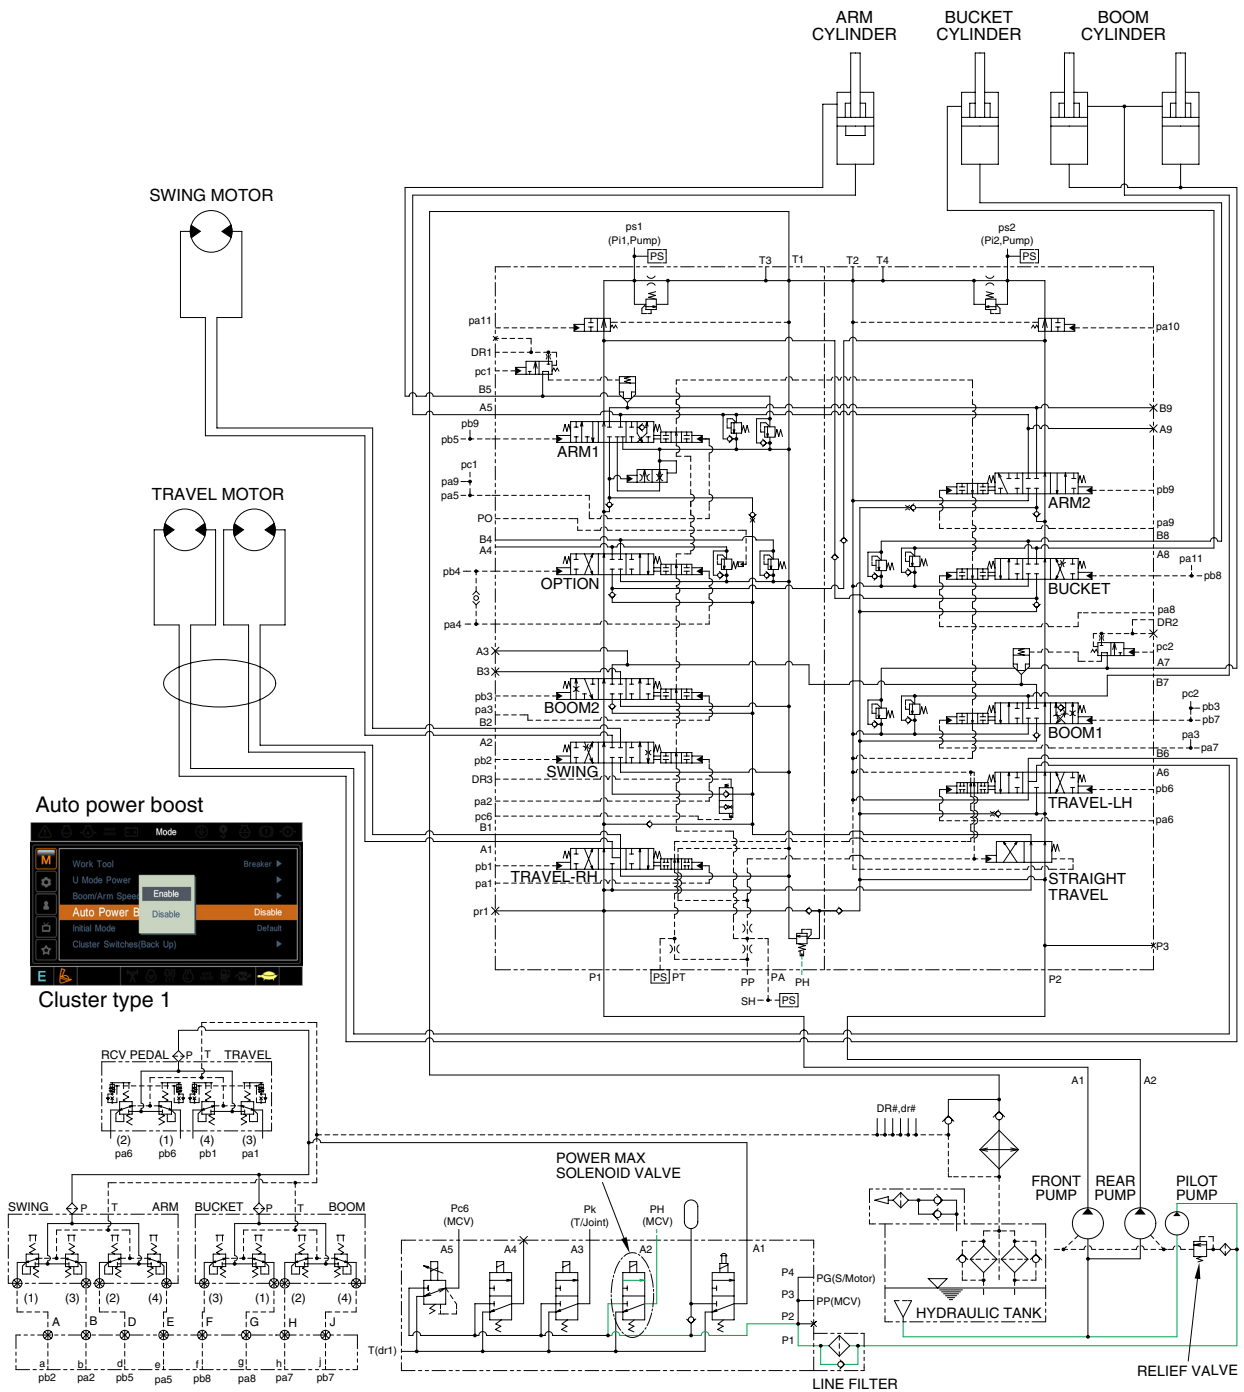 ARM
CYLINDER
BUCKET
CYLINDER
BOOM
CYLINDER
SWING MOTOR
TRAVEL MOTOR
ps1
(Pi1,Pump)
PS
ps2
(Pi2,Pump)
PS
T3
T1
T2
T4
pa11
DR1
pc1
B5
A5
pb9
pb5
ARM1
pc1
pa9
pa5
PO
B4
A4
pb4
OPTION
pa4
A3
B3
pb3
BOOM2
pa3
B2
A2
pb2
SWING
DR3
pa2
pc6
B1
A1
pb1
TRAVEL-RH
pa1
pr1
pa10
B9
A9
pb9
ARM2
pa9
B8
A8
pa11
pb8
BUCKET
pa8
DR2
pc2
A7
B7
pc2
pb3
pb7
BOOM1
pa3
pa7
B6
A6
pb6
TRAVEL-LH
pa6
STRAIGHT
TRAVEL
P3
P1
PS
PT
PP
PA
PH
SH
PS
P2
Auto power boost
Mode
M
Work Tool
Breaker
U Mode Power
Boom/Arm Speed
Auto Power B
Disable
Initial Mode
Default
Cluster Switches(Back Up)
Enable
Disable
E
Cluster type 1
RCV PEDAL
P
T
TRAVEL
(2)
(1)
(4)
(3)
pa6
pb6
pb1
pa1
SWING
P
T
ARM
BUCKET
P
T
BOOM
(1)
(3)
(2)
(4)
(3)
(1)
(2)
(4)
A
B
D
E
F
G
H
J
a
b
d
e
f
g
h
j
pb2
pa2
pb5
pa5
pb8
pa8
pa7
pb7
POWER MAX
SOLENOID VALVE
Pc6
(MCV)
Pk
(T/Joint)
PH
(MCV)
A5
A4
A3
A2
A1
T(dr1)
P4
PG(S/Motor)
P3
PP(MCV)
P2
P1
LINE FILTER
DR#,dr#
A1
A2
FRONT
PUMP
REAR
PUMP
PILOT
PUMP
HYDRAULIC TANK
RELIEF VALVE